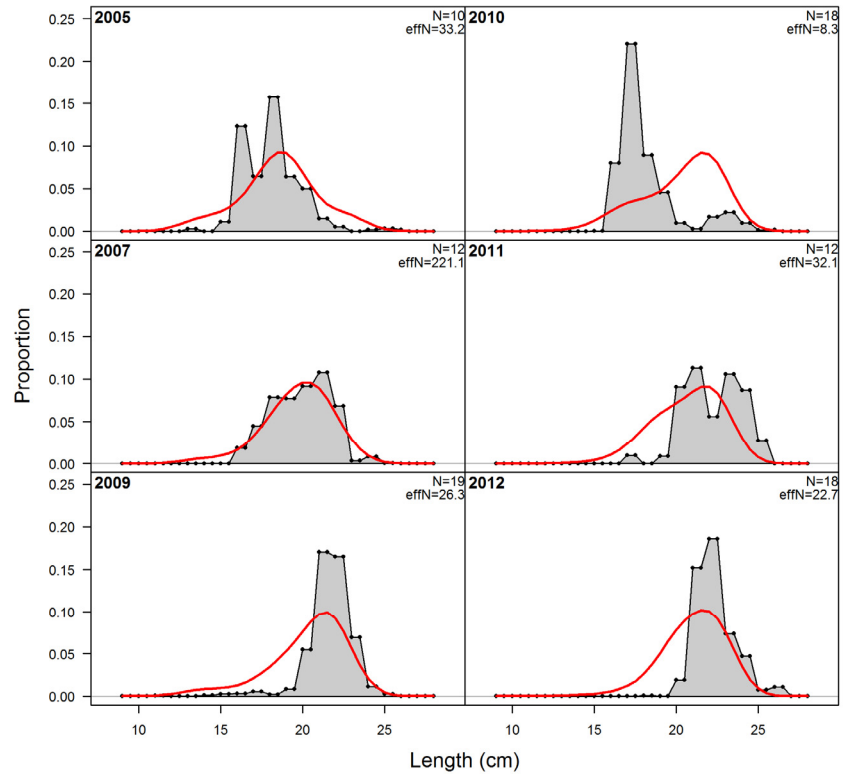 2005
N=10
effN=33.2
2010
N=18
effN=8.3
0.25
0.20
0.15
0.10
0.05
0.00
2007
N=12
effN=221.1
2011
N=12
effN=32.1
0.25
0.20
0.15
0.10
0.05
0.00
2009
N=19
effN=26.3
2012
N=18
effN=22.7
0.25
0.20
0.15
0.10
0.05
0.00
Proportion
10 15 20 25 10 15 20 25
Length (cm)